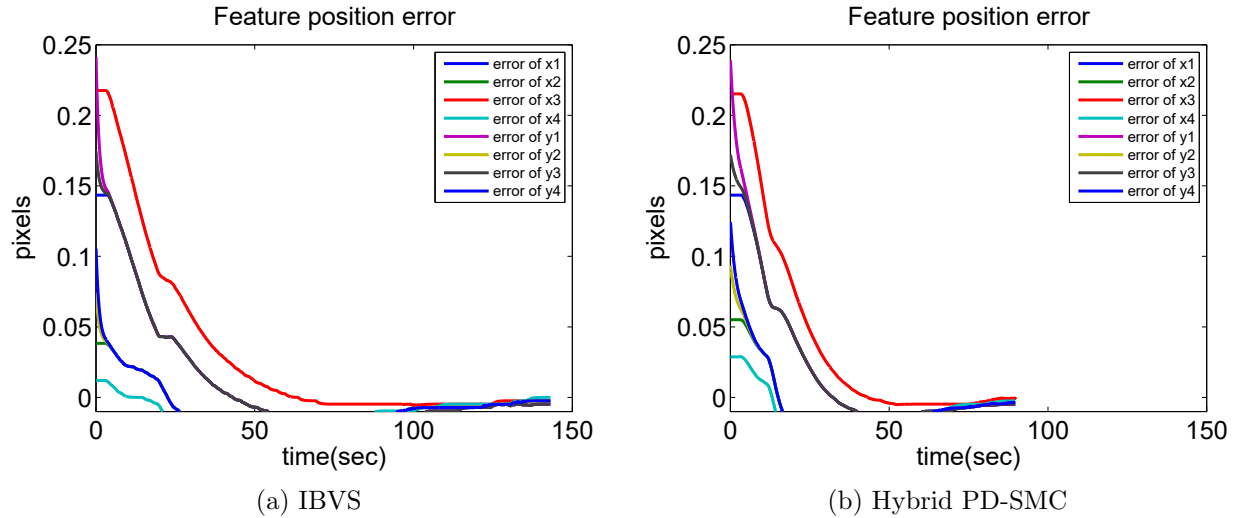 Feature position error
0.25
0.2
0.15
0.1
0.05
0
pixels
0
50
100
150
time(sec)
error of x1
error of x2
error of x3
error of x4
error of y1
error of y2
error of y3
error of y4
(a) IBVS
Feature position error
0.25
0.2
0.15
0.1
0.05
0
pixels
0
50
100
150
time(sec)
error of x1
error of x2
error of x3
error of x4
error of y1
error of y2
error of y3
error of y4
(b) Hybrid PD-SMC